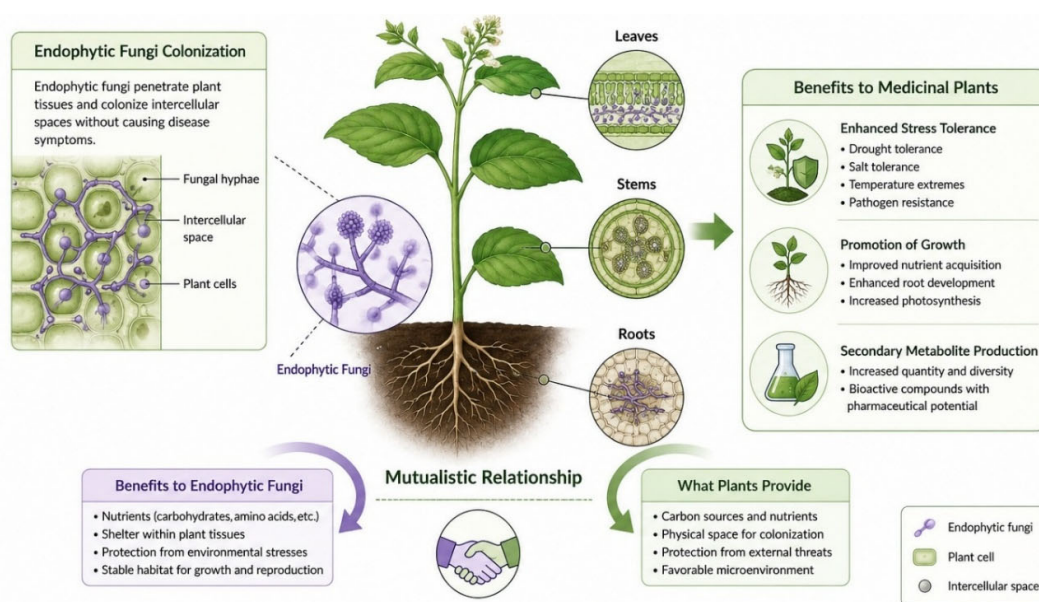 Endophytic Fungi Colonization
Endophytic fungi penetrate plant
tissues and colonize intercellular
spaces without causing disease
symptoms.
Fungal hyphae
Intercellular
space
Plant cells
Endophytic Fungi
Leaves
Stems
Roots
Benefits to Medicinal Plants
Enhanced Stress Tolerance
• Drought tolerance
• Salt tolerance
• Temperature extremes
• Pathogen resistance
Promotion of Growth
• Improved nutrient acquisition
• Enhanced root development
• Increased photosynthesis
Secondary Metabolite Production
• Increased quantity and diversity
• Bioactive compounds with
pharmaceutical potential
Mutualistic Relationship
Benefits to Endophytic Fungi
• Nutrients (carbohydrates, amino acids, etc.)
• Shelter within plant tissues
• Protection from environmental stresses
• Stable habitat for growth and reproduction
What Plants Provide
• Carbon sources and nutrients
• Physical space for colonization
• Protection from external threats
• Favorable microenvironment
Endophytic fungi
Plant cell
Intercellular space